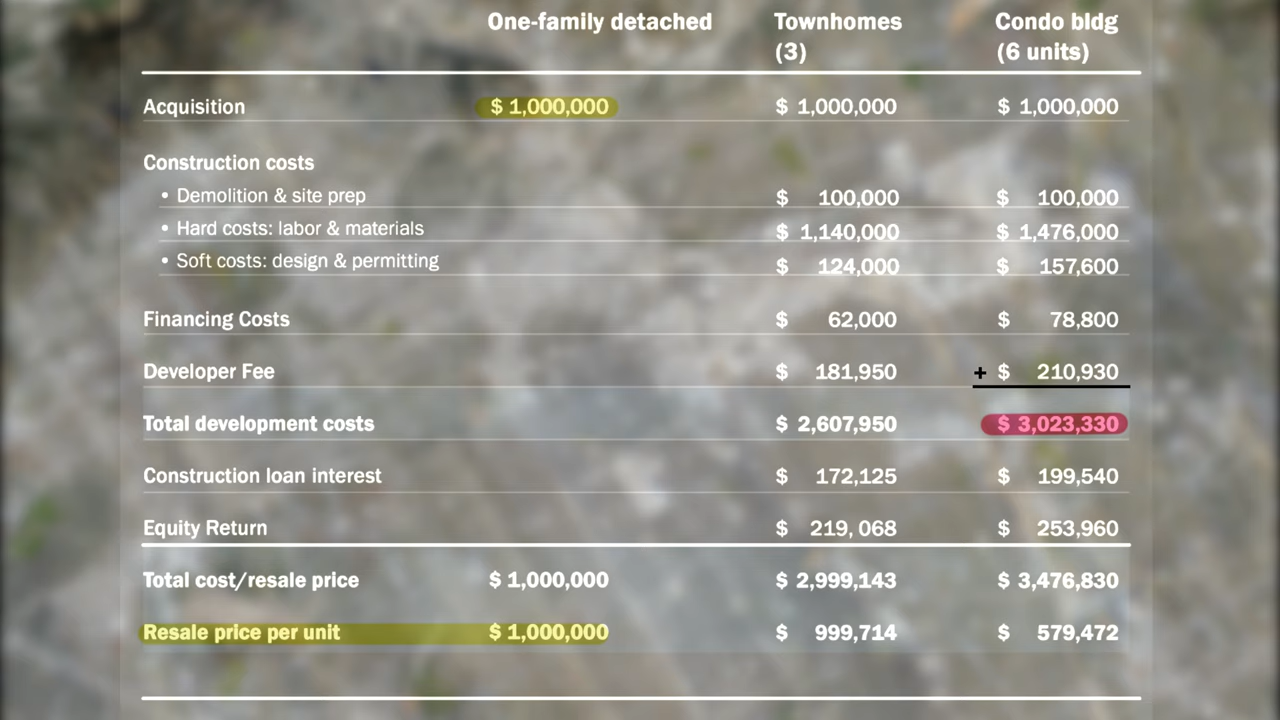 One-family detached Townhomes (3) Condo bldg (6 units)
Acquisition $ 1,000,000 $ 1,000,000 $ 1,000,000
Construction costs
• Demolition & site prep $ 100,000 $ 100,000
• Hard costs: labor & materials $ 1,140,000 $ 1,476,000
• Soft costs: design & permitting $ 124,000 $ 157,600
Financing Costs $ 62,000 $ 78,800
Developer Fee $ 181,950 + $ 210,930
Total development costs $ 2,607,950 $ 3,023,330
Construction loan interest $ 172,125 $ 199,540
Equity Return $ 219, 068 $ 253,960
Total cost/resale price $ 1,000,000 $ 2,999,143 $ 3,476,830
Resale price per unit $ 1,000,000 $ 999,714 $ 579,472